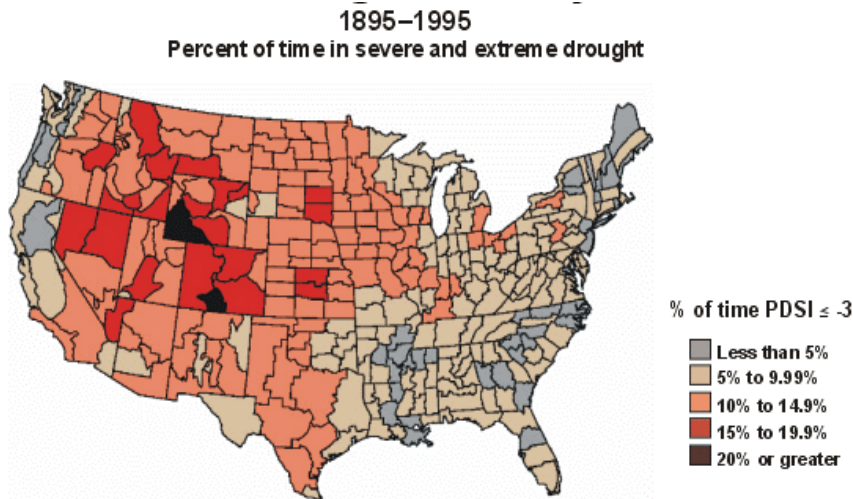 1895–1995
Percent of time in severe and extreme drought
% of time PDSI ≤ -3
Less than 5%
5% to 9.99%
10% to 14.9%
15% to 19.9%
20% or greater